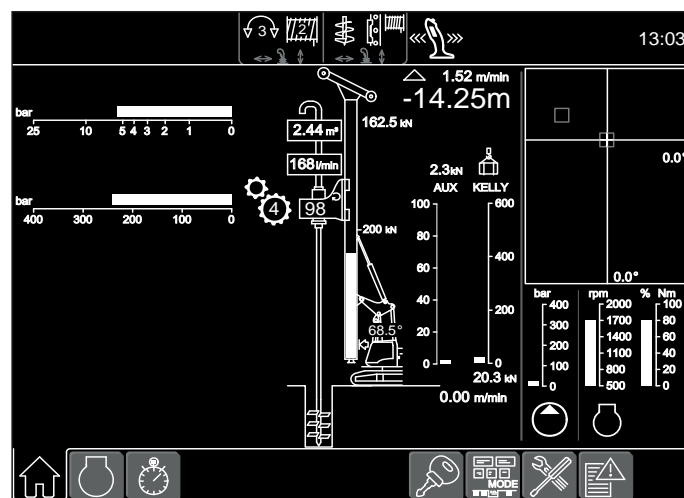 3 2 13:03
1.52 m/min
-14.25m
bar
25 10 5 4 3 2 1 0
2.44 m³
162.5 kN
168 l/min
0.0°
2.3kN
AUX KELLY
bar
400 300 200 100 0
4 98
100 600
80
200 kN
60 400
40
200
68.5°
20
0 0
20.3 kN
0.00 m/min
0.0°
bar rpm % Nm
400 2000 100
300 1700 80
200 1400 60
1100 40
100 800 20
0 500 0
MODE